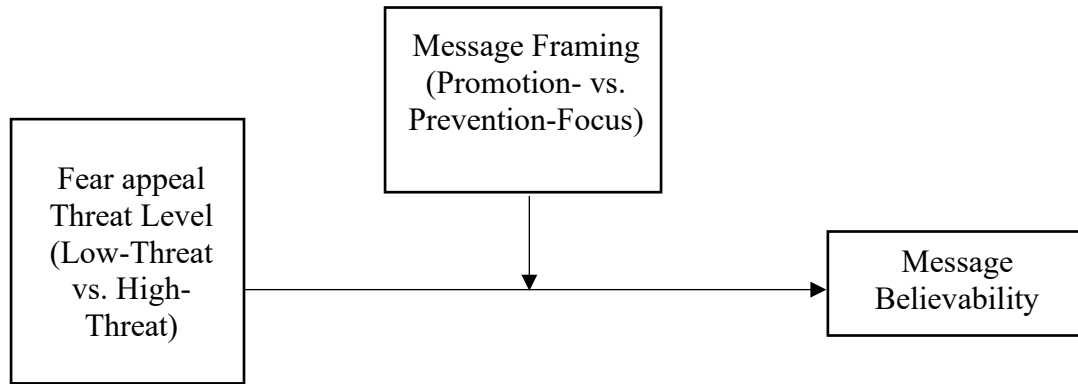 Message Framing
(Promotion- vs.
Prevention-Focus)
Fear appeal
Threat Level
(Low-Threat
vs. High-
Threat)
Message
Believability